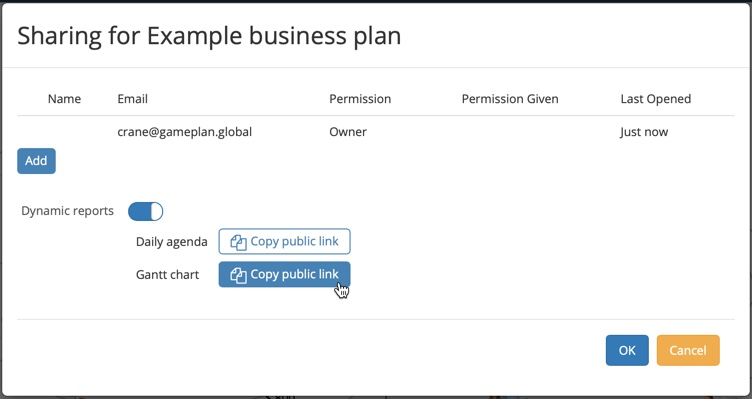 Sharing for Example business plan
Name Email Permission Permission Given Last Opened
crane@gameplan.global Owner Just now
Add
Dynamic reports
Daily agenda Copy public link
Gantt chart Copy public link
OK Cancel